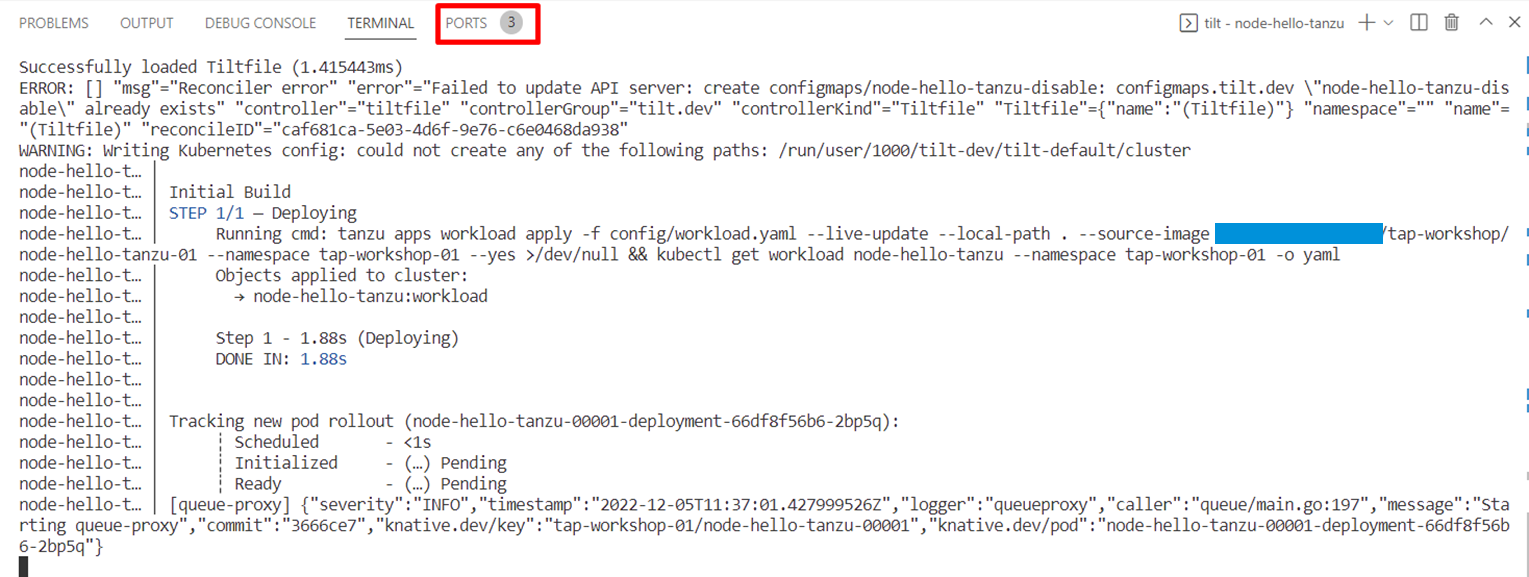 PROBLEMS OUTPUT DEBUG CONSOLE TERMINAL PORTS 3 tilt - node-hello-tanzu
Successfully loaded Tiltfile (1.415443ms)
ERROR: [] "msg"="Reconciler error" "error"="Failed to update API server: create configmaps/node-hello-tanzu-disable: configmaps.tilt.dev \"node-hello-tanzu-dis
able\" already exists" "controller"="tiltfile" "controllerGroup"="tilt.dev" "controllerKind"="Tiltfile" "Tiltfile"={"name":"(Tiltfile)"} "namespace"="" "name"=
"(Tiltfile)" "reconcileID"="caf681ca-5e03-4d6f-9e76-c6e0468da938"
WARNING: Writing Kubernetes config: could not create any of the following paths: /run/user/1000/tilt-dev/tilt-default/cluster
node-hello-t… │
node-hello-t… │ Initial Build
node-hello-t… │ STEP 1/1 — Deploying
node-hello-t… │      Running cmd: tanzu apps workload apply -f config/workload.yaml --live-update --local-path . --source-image /tap-workshop/
node-hello-tanzu-01 --namespace tap-workshop-01 --yes >/dev/null && kubectl get workload node-hello-tanzu --namespace tap-workshop-01 -o yaml
node-hello-t… │      Objects applied to cluster:
node-hello-t… │        → node-hello-tanzu:workload
node-hello-t… │
node-hello-t… │      Step 1 - 1.88s (Deploying)
node-hello-t… │      DONE IN: 1.88s
node-hello-t… │
node-hello-t… │
node-hello-t… │ Tracking new pod rollout (node-hello-tanzu-00001-deployment-66df8f56b6-2bp5q):
node-hello-t… │      ┊ Scheduled       - <1s
node-hello-t… │      ┊ Initialized     - (…) Pending
node-hello-t… │      ┊ Ready           - (…) Pending
node-hello-t… │ [queue-proxy] {"severity":"INFO","timestamp":"2022-12-05T11:37:01.427999526Z","logger":"queueproxy","caller":"queue/main.go:197","message":"Sta
rting queue-proxy","commit":"3666ce7","knative.dev/key":"tap-workshop-01/node-hello-tanzu-00001","knative.dev/pod":"node-hello-tanzu-00001-deployment-66df8f56b
6-2bp5q"}